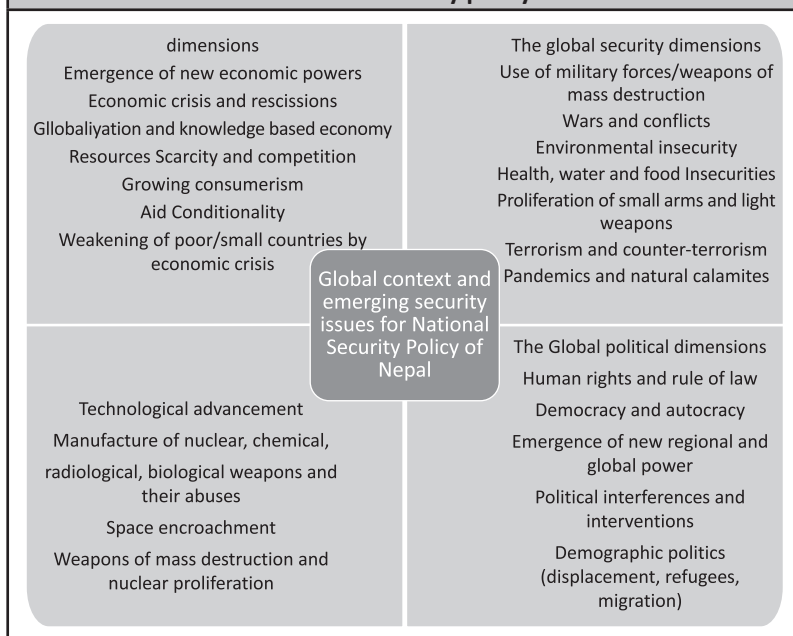 dimensions
Emergence of new economic powers
Economic crisis and rescissions
Gllobaliyation and knowledge based economy
Resources Scarcity and competition
Growing consumerism
Aid Conditionality
Weakening of poor/small countries by
economic crisis
The global security dimensions
Use of military forces/weapons of
mass destruction
Wars and conflicts
Environmental insecurity
Health, water and food Insecurities
Proliferation of small arms and light
weapons
Terrorism and counter-terrorism
Pandemics and natural calamites
Global context and
emerging security
issues for National
Security Policy of
Nepal
Technological advancement
Manufacture of nuclear, chemical,
radiological, biological weapons and
their abuses
Space encroachment
Weapons of mass destruction and
nuclear proliferation
The Global political dimensions
Human rights and rule of law
Democracy and autocracy
Emergence of new regional and
global power
Political interferences and
interventions
Demographic politics
(displacement, refugees,
migration)